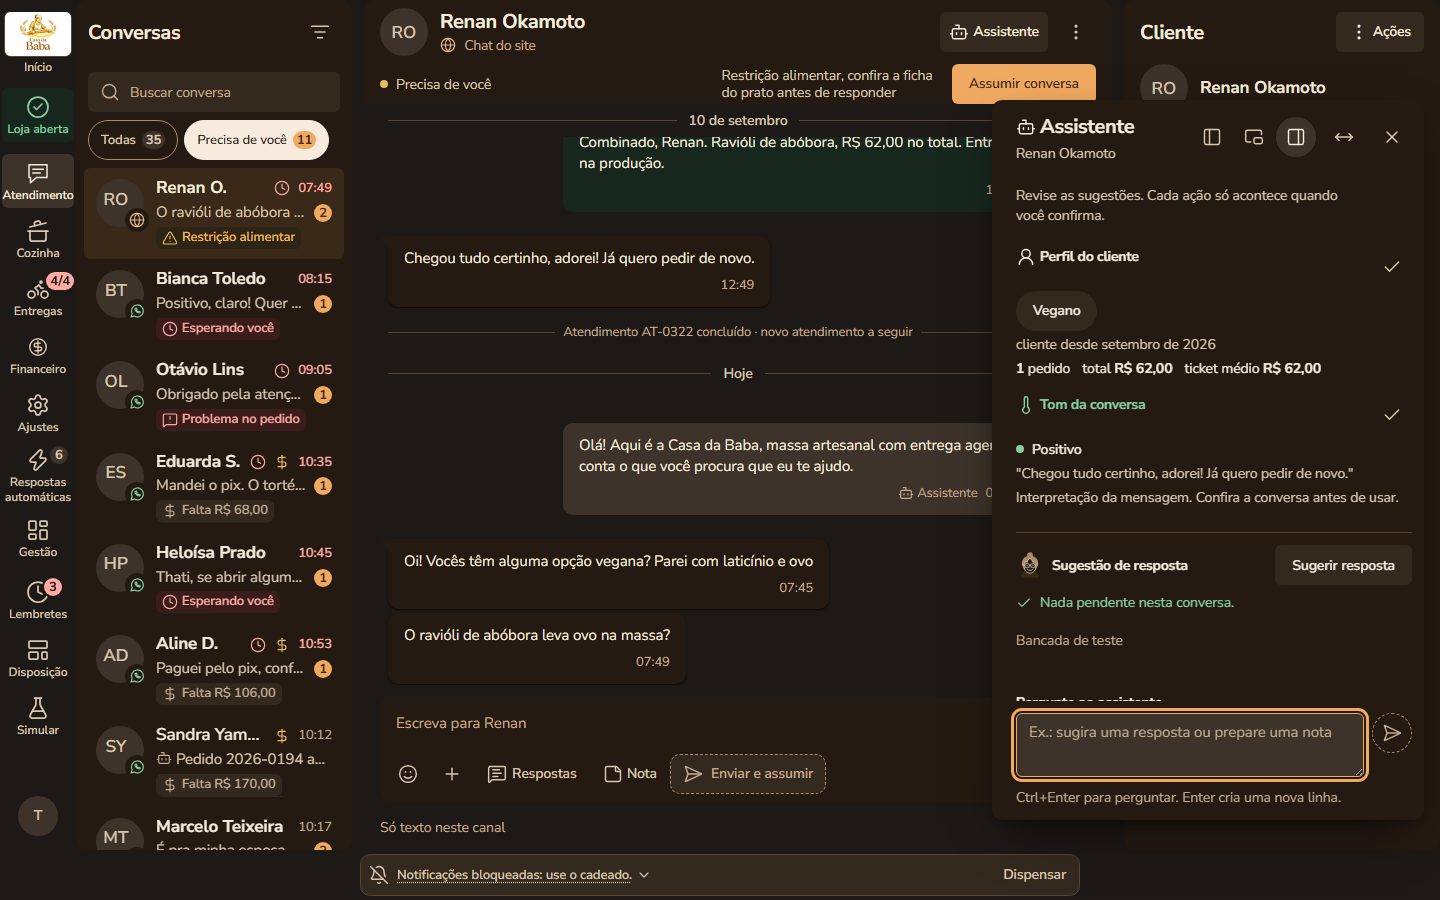 Casa da
Baba
Início
Loja aberta
Atendimento
Cozinha
4/4
Entregas
Financeiro
Ajustes
6
Respostas
automáticas
Gestão
3
Lembretes
Disposição
Simular
T
Conversas
Buscar conversa
Todas 35
Precisa de você 11
RO
Renan O.
07:49
O ravióli de abóbora ...
2
Restrição alimentar
BT
Bianca Toledo
08:15
Positivo, claro! Quer ...
1
Esperando você
OL
Otávio Lins
09:05
Obrigado pela atenç...
1
Problema no pedido
ES
Eduarda S.
10:35
Mandei o pix. O torté...
1
Falta R$ 68,00
HP
Heloísa Prado
10:45
Thati, se abrir algum...
1
Esperando você
AD
Aline D.
10:53
Paguei pelo pix, conf...
1
Falta R$ 106,00
SY
Sandra Yam...
10:12
Pedido 2026-0194 a...
Falta R$ 170,00
MT
Marcelo Teixeira
10:17
É pra minha esposa
RO
Renan Okamoto
Chat do site
Assistente
Precisa de você
Restrição alimentar, confira a ficha
do prato antes de responder
Assumir conversa
10 de setembro
Combinado, Renan. Ravióli de abóbora, R$ 62,00 no total. Entr
na produção.
1
Chegou tudo certinho, adorei! Já quero pedir de novo.
12:49
Atendimento AT-0322 concluído · novo atendimento a seguir
Hoje
Olá! Aqui é a Casa da Baba, massa artesanal com entrega agen
conta o que você procura que eu te ajudo.
Assistente 0
Oi! Vocês têm alguma opção vegana? Parei com laticínio e ovo
07:45
O ravióli de abóbora leva ovo na massa?
07:49
Escreva para Renan
Respostas
Nota
Enviar e assumir
Só texto neste canal
Notificações bloqueadas: use o cadeado.
Dispensar
Cliente
Ações
RO
Renan Okamoto
Assistente
Renan Okamoto
Revise as sugestões. Cada ação só acontece quando
você confirma.
Perfil do cliente
Vegano
cliente desde setembro de 2026
1 pedido total R$ 62,00 ticket médio R$ 62,00
Tom da conversa
Positivo
"Chegou tudo certinho, adorei! Já quero pedir de novo."
Interpretação da mensagem. Confira a conversa antes de usar.
Sugestão de resposta
Sugerir resposta
Nada pendente nesta conversa.
Bancada de teste
Pergunte ao assistente
Ex.: sugira uma resposta ou prepare uma nota
Ctrl+Enter para perguntar. Enter cria uma nova linha.